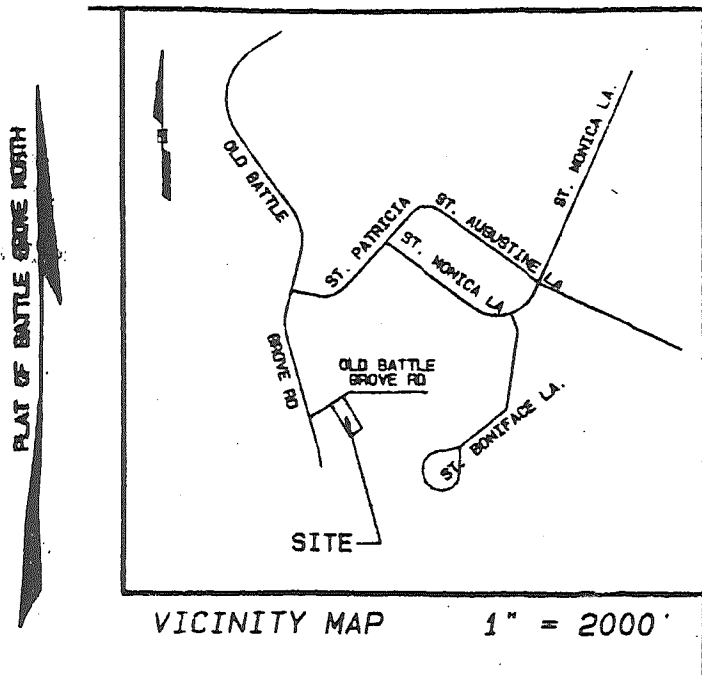 PLAT OF BATTLE GROVE NORTH
OLD BATTLE
GROVE RD
ST. PATRICIA
ST. AUGUSTINE LA
ST. MONICA LA
ST. MONICA LA.
OLD BATTLE
GROVE RD
ST. BONIFACE LA.
SITE
VICINITY MAP 1" = 2000'